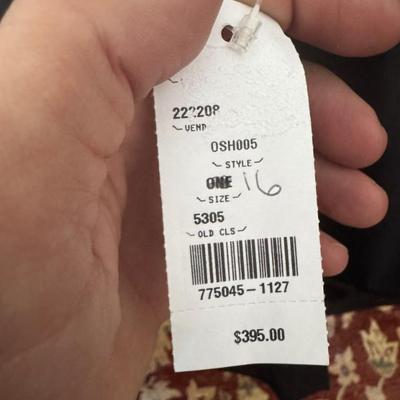 222208
VEND
OSH005
STYLE
ONE 16
SIZE
5305
OLD CLS
775045-1127
$395.00